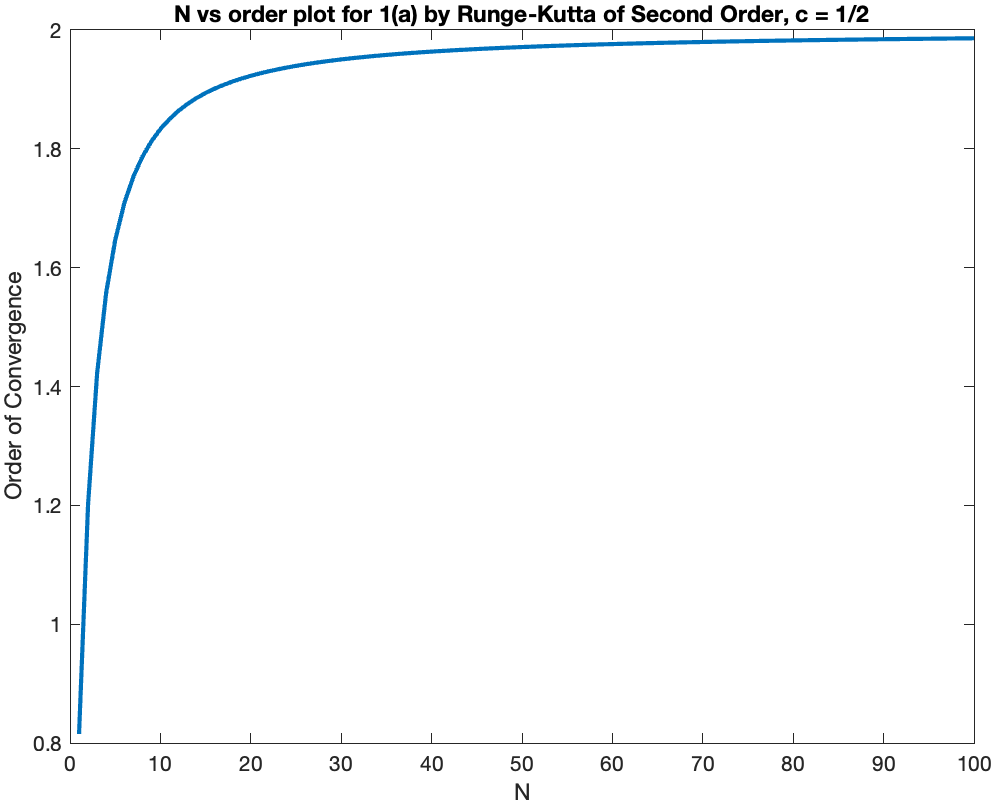 N vs order plot for 1(a) by Runge-Kutta of Second Order, c = 1/2
Order of Convergence
2
1.8
1.6
1.4
1.2
1
0.8
0 10 20 30 40 50 60 70 80 90 100
N